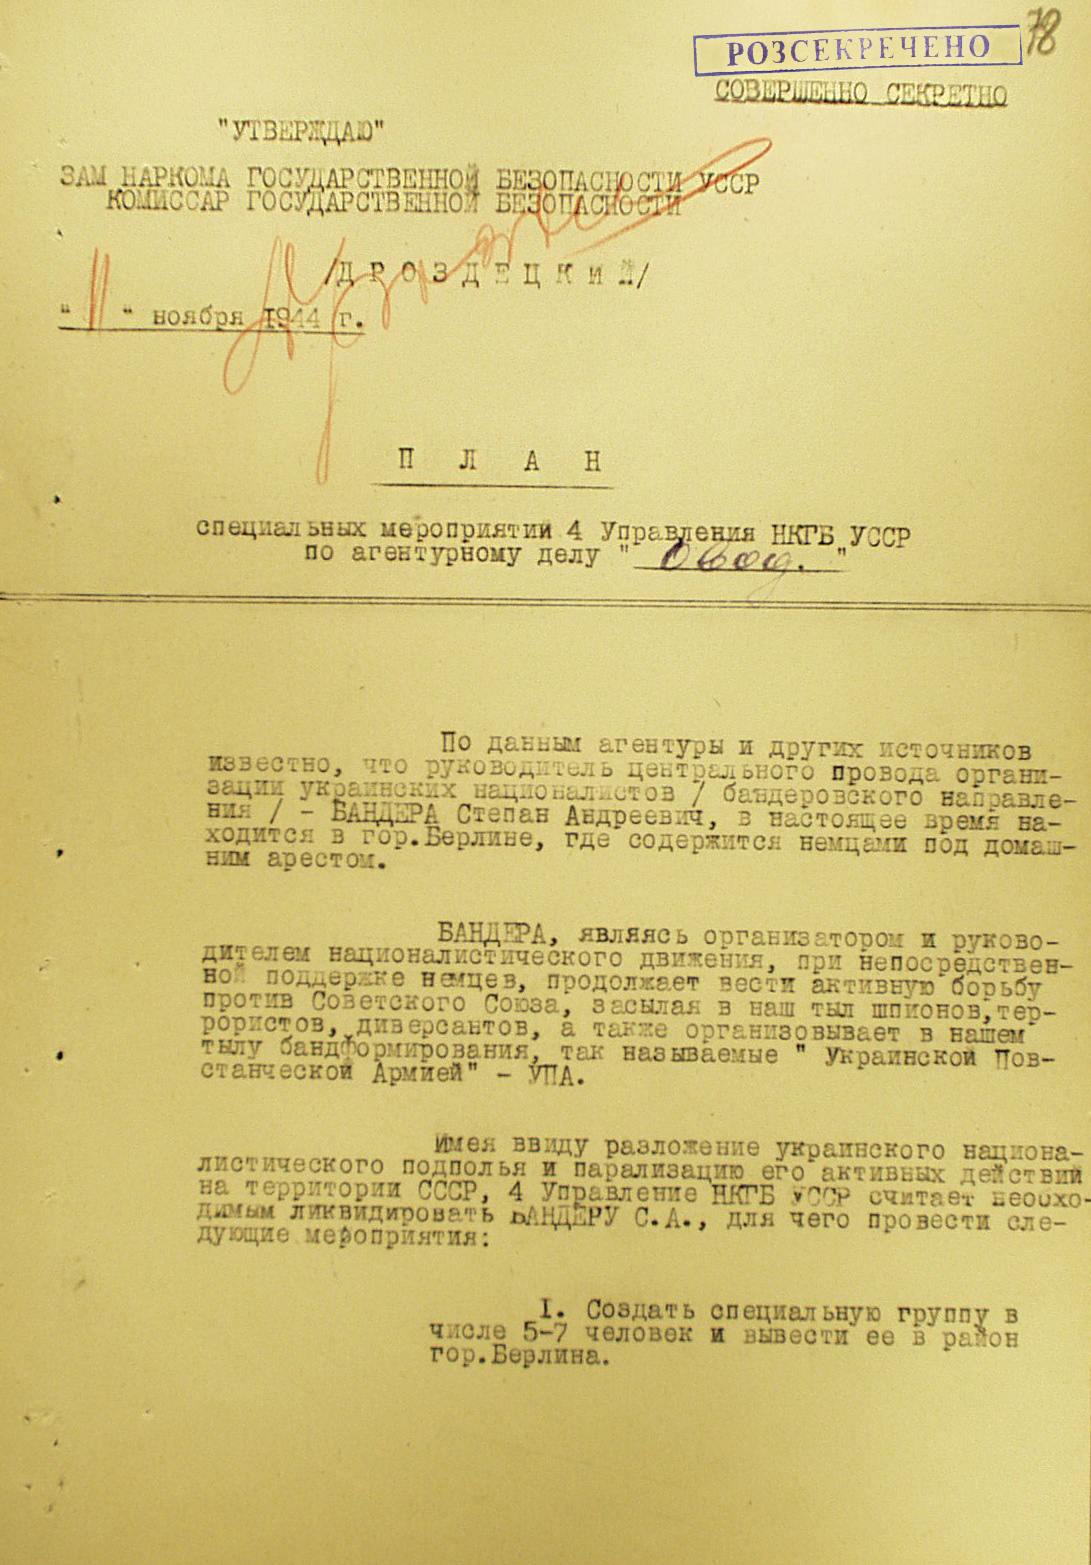 78
РОЗСЕКРЕЧЕНО
СОВЕРШЕННО СЕКРЕТНО
"УТВЕРЖДАЮ"
ЗАМ НАРКОМА ГОСУДАРСТВЕННОЙ БЕЗОПАСНОСТИ УССР
КОМИССАР ГОСУДАРСТВЕННОЙ БЕЗОПАСНОСТИ
/Д Р О З Д Е Ц К И Й/
" 11 " ноября 1944 г.
П Л А Н
специальных мероприятий 4 Управления НКГБ УССР
по агентурному делу " Овод. "
По данным агентуры и других источников
известно, что руководитель центрального провода органи-
зации украинских националистов / бандеровского направле-
ния / - БАНДЕРА Степан Андреевич, в настоящее время на-
ходится в гор.Берлине, где содержится немцами под домаш-
ним арестом.
БАНДЕРА, являясь организатором и руково-
дителем националистического движения, при непосредствен-
ной поддержке немцев, продолжает вести активную борьбу
против Советского Союза, засылая в наш тыл шпионов,тер-
рористов, диверсантов, а также организовывает в нашем
тылу бандформирования, так называемые " Украинской Пов-
станческой Армией" - УПА.
Имея ввиду разложение украинского национа-
листического подполья и парализацию его активных действий
на территории СССР, 4 Управление НКГБ УССР считает необхо-
димым ликвидировать БАНДЕРУ С.А., для чего провести сле-
дующие мероприятия:
I. Создать специальную группу в
числе 5-7 человек и вывести ее в район
гор.Берлина.